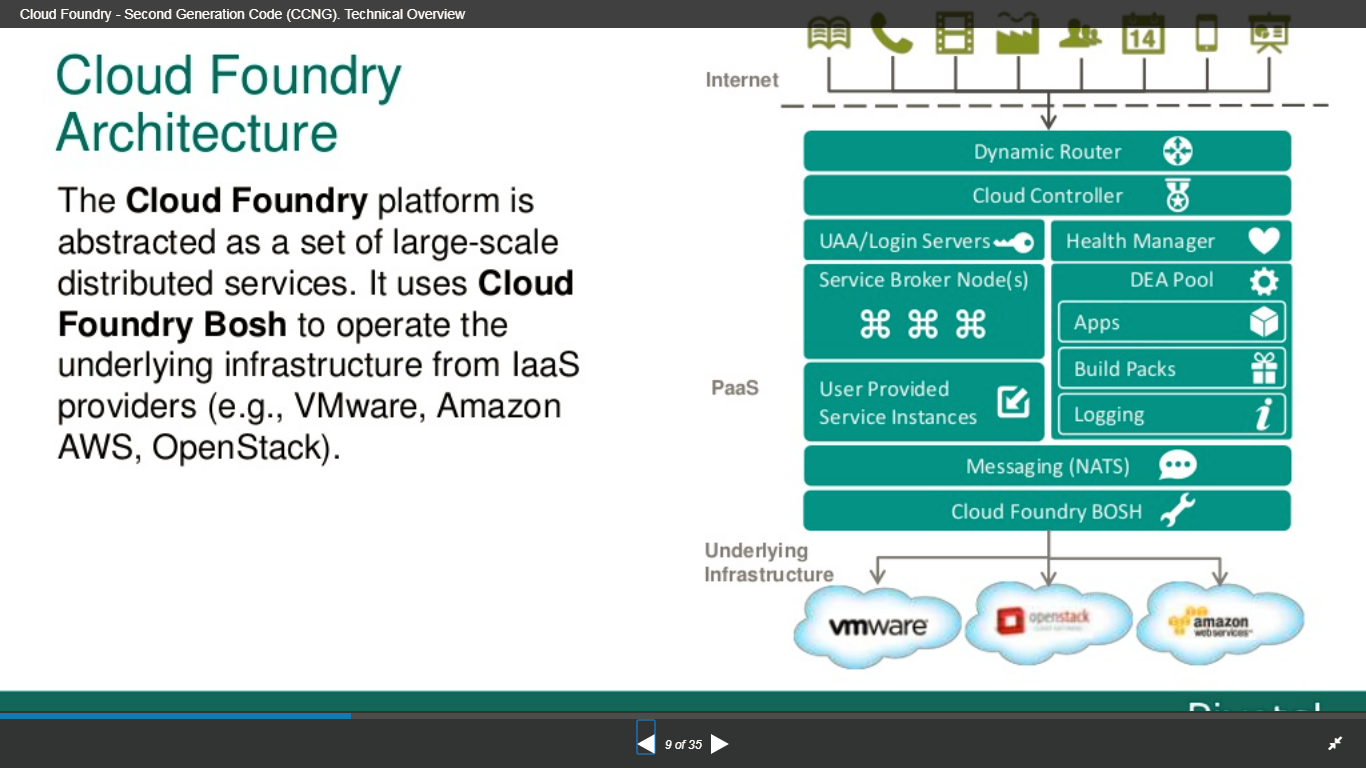 Cloud Foundry - Second Generation Code (CCNG). Technical Overview
Cloud Foundry
Architecture
The Cloud Foundry platform is
abstracted as a set of large-scale
distributed services. It uses Cloud
Foundry Bosh to operate the
underlying infrastructure from IaaS
providers (e.g., VMware, Amazon
AWS, OpenStack).
14
Internet
Dynamic Router
Cloud Controller
UAA/Login Servers
Health Manager
Service Broker Node(s)
DEA Pool
Apps
Build Packs
Logging
PaaS
User Provided
Service Instances
Messaging (NATS)
Cloud Foundry BOSH
Underlying
Infrastructure
vmware
openstack
amazon
webservices™
9 of 35